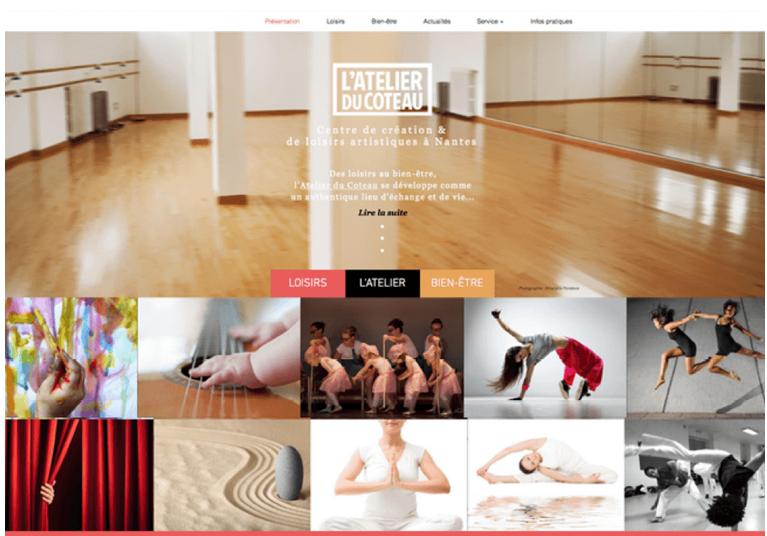 Présentation
Loisirs
Bien-être
Actualités
Service
Infos pratiques
L'ATELIER
DU COTEAU
Centre de création &
de loisirs artistiques à Nantes
Des loisirs au bien-être,
l'Atelier du Coteau se développe comme
un authentique lieu d'échange et de vie...
Lire la suite
LOISIRS
L'ATELIER
BIEN-ÊTRE